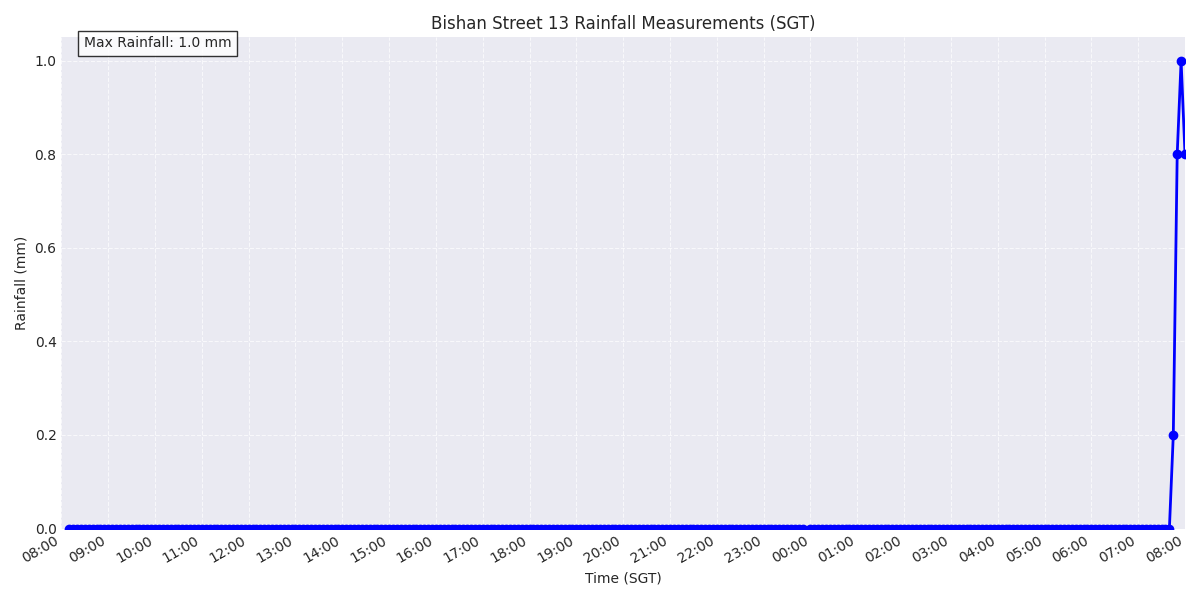 Bishan Street 13 Rainfall Measurements (SGT)
Max Rainfall: 1.0 mm
Rainfall (mm)
1.0
0.8
0.6
0.4
0.2
0.0
08:00 09:00 10:00 11:00 12:00 13:00 14:00 15:00 16:00 17:00 18:00 19:00 20:00 21:00 22:00 23:00 00:00 01:00 02:00 03:00 04:00 05:00 06:00 07:00 08:00
Time (SGT)